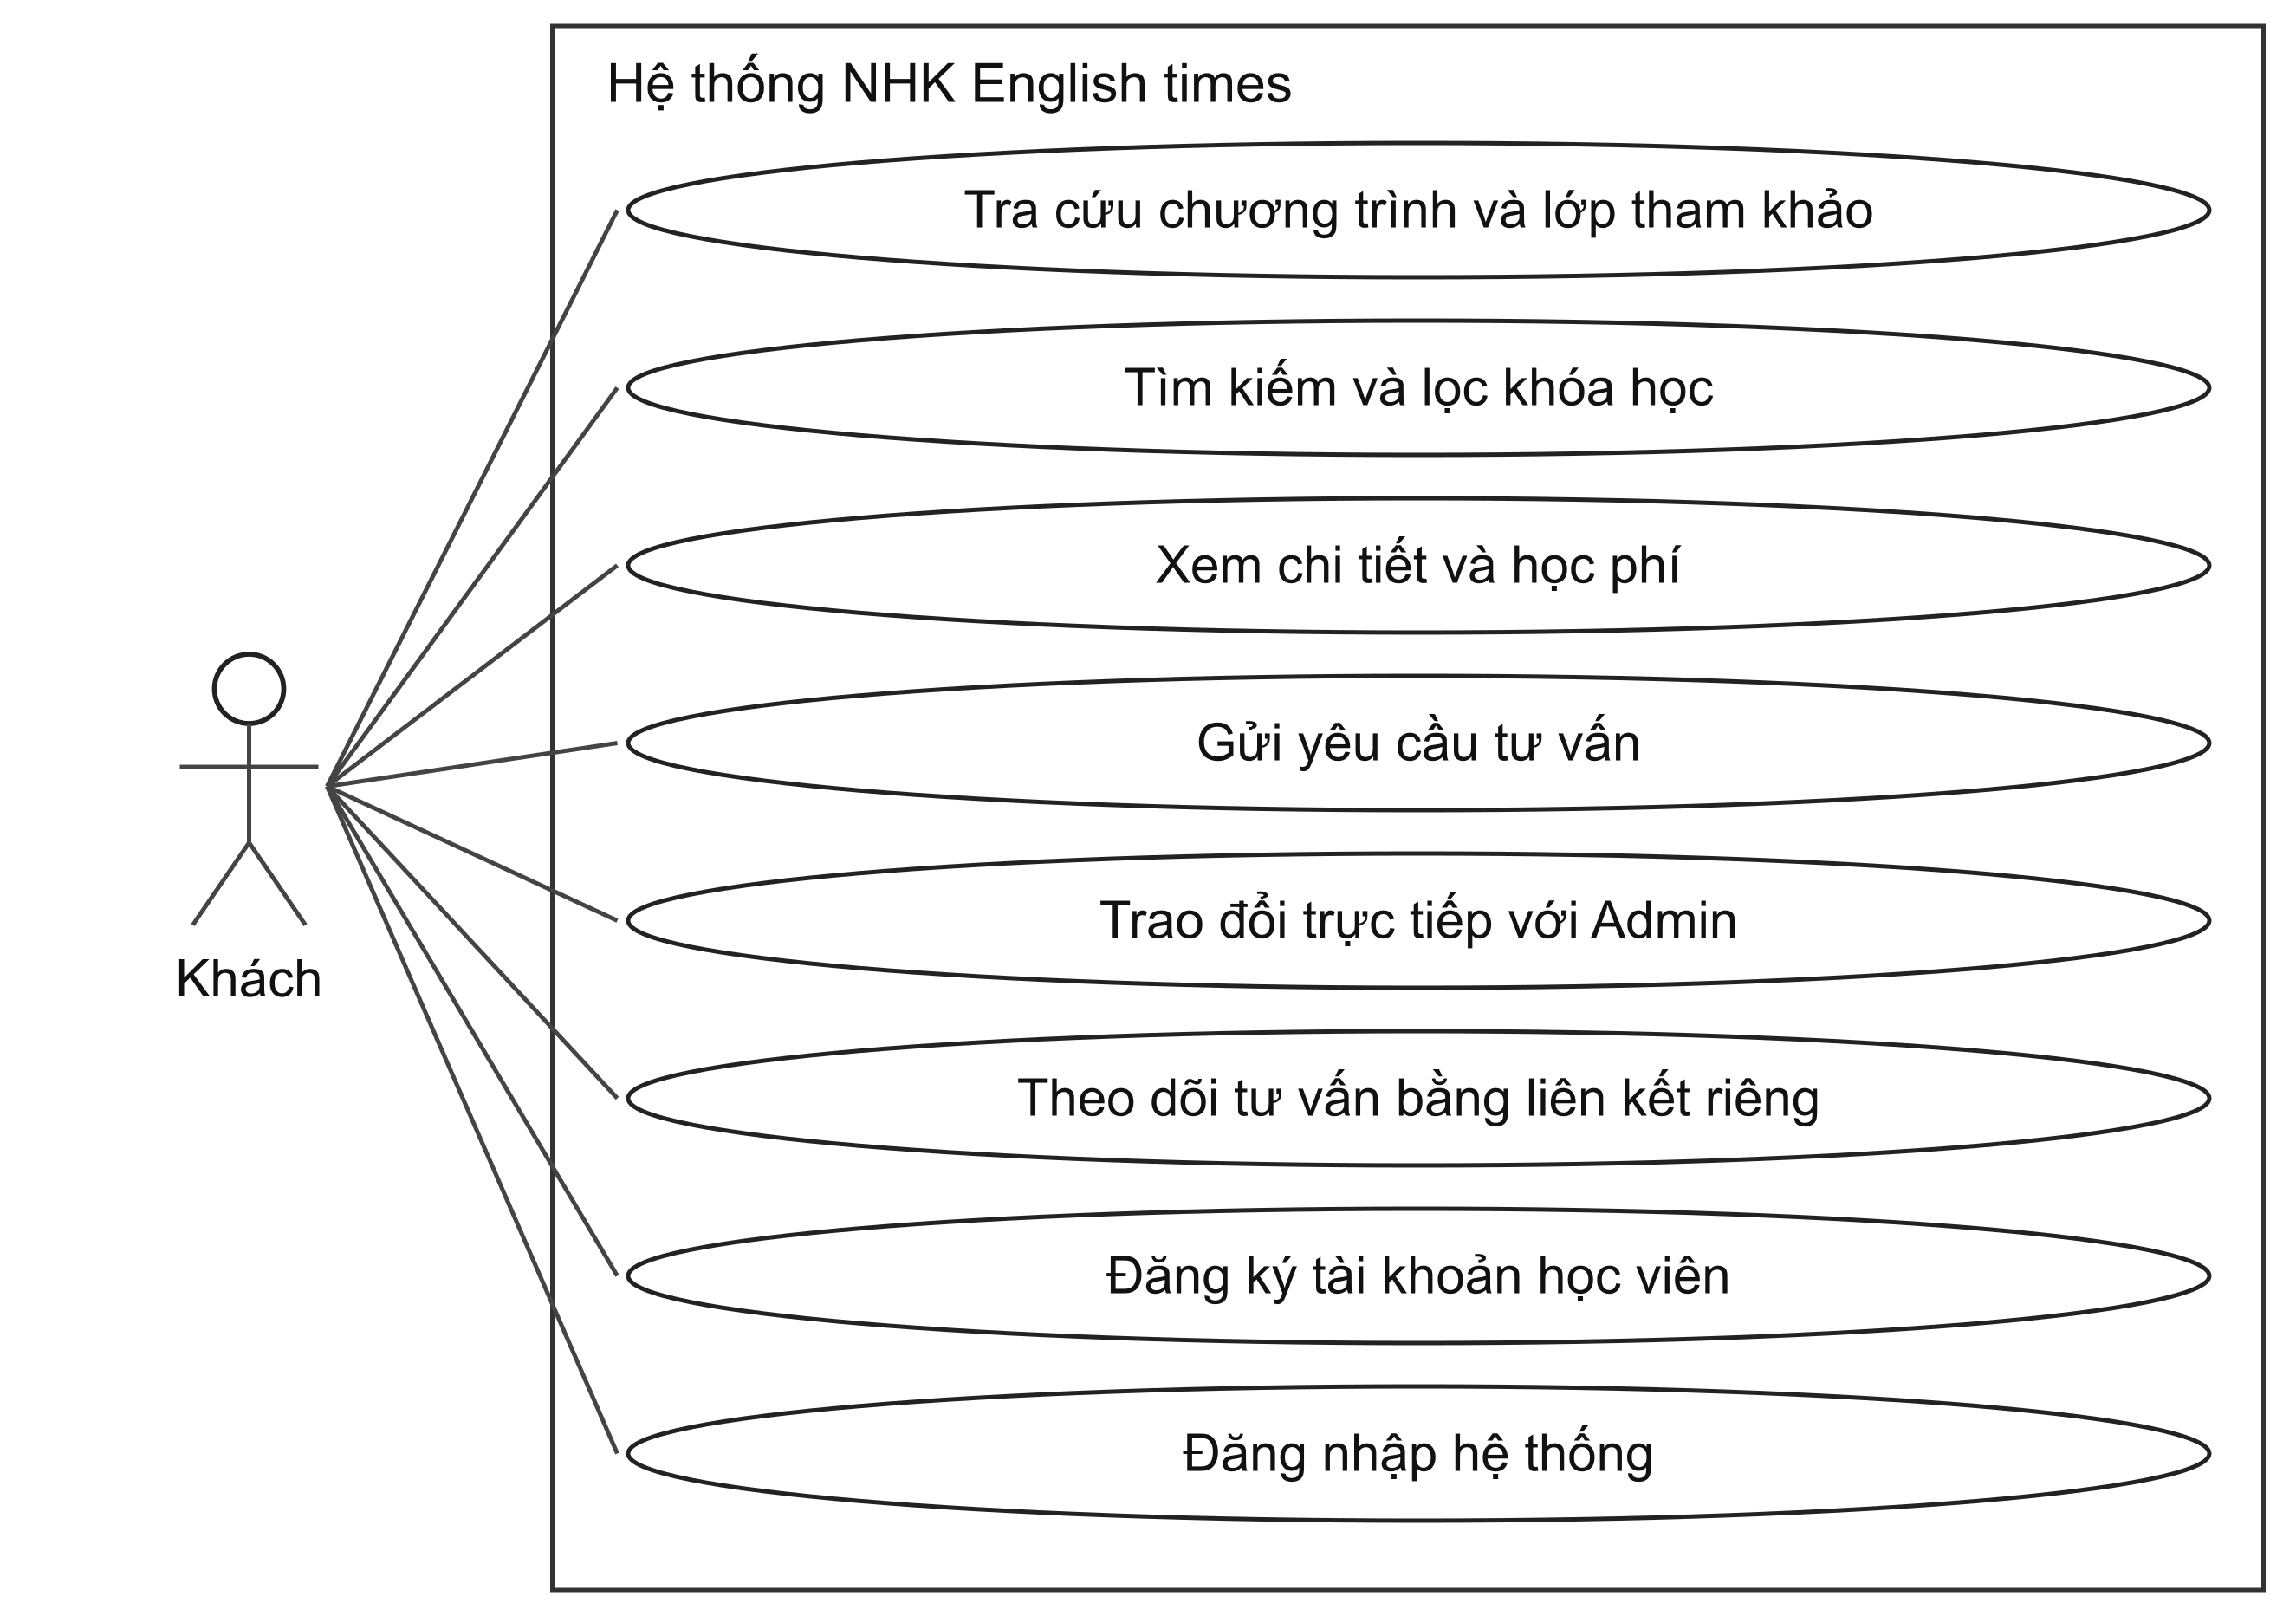 Hệ thống NHK English times
Tra cứu chương trình và lớp tham khảo
Tìm kiếm và lọc khóa học
Xem chi tiết và học phí
Gửi yêu cầu tư vấn
Trao đổi trực tiếp với Admin
Khách
Theo dõi tư vấn bằng liên kết riêng
Đăng ký tài khoản học viên
Đăng nhập hệ thống